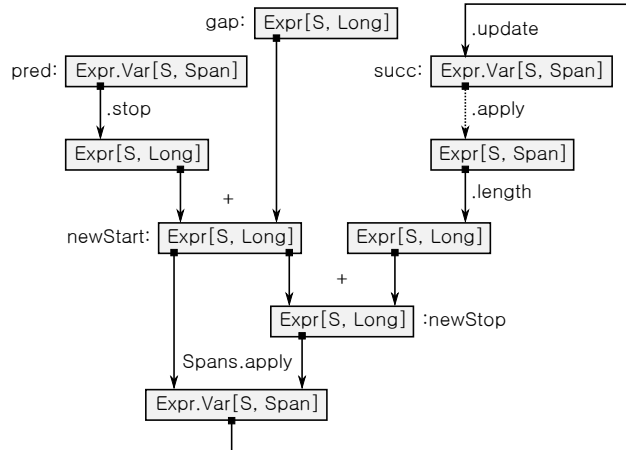 gap: Expr[S, Long]
.update
pred: Expr.Var[S, Span]
succ: Expr.Var[S, Span]
.stop
.apply
Expr[S, Long]
Expr[S, Span]
.length
+
newStart: Expr[S, Long]
Expr[S, Long]
+
Expr[S, Long] :newStop
Spans.apply
Expr.Var[S, Span]